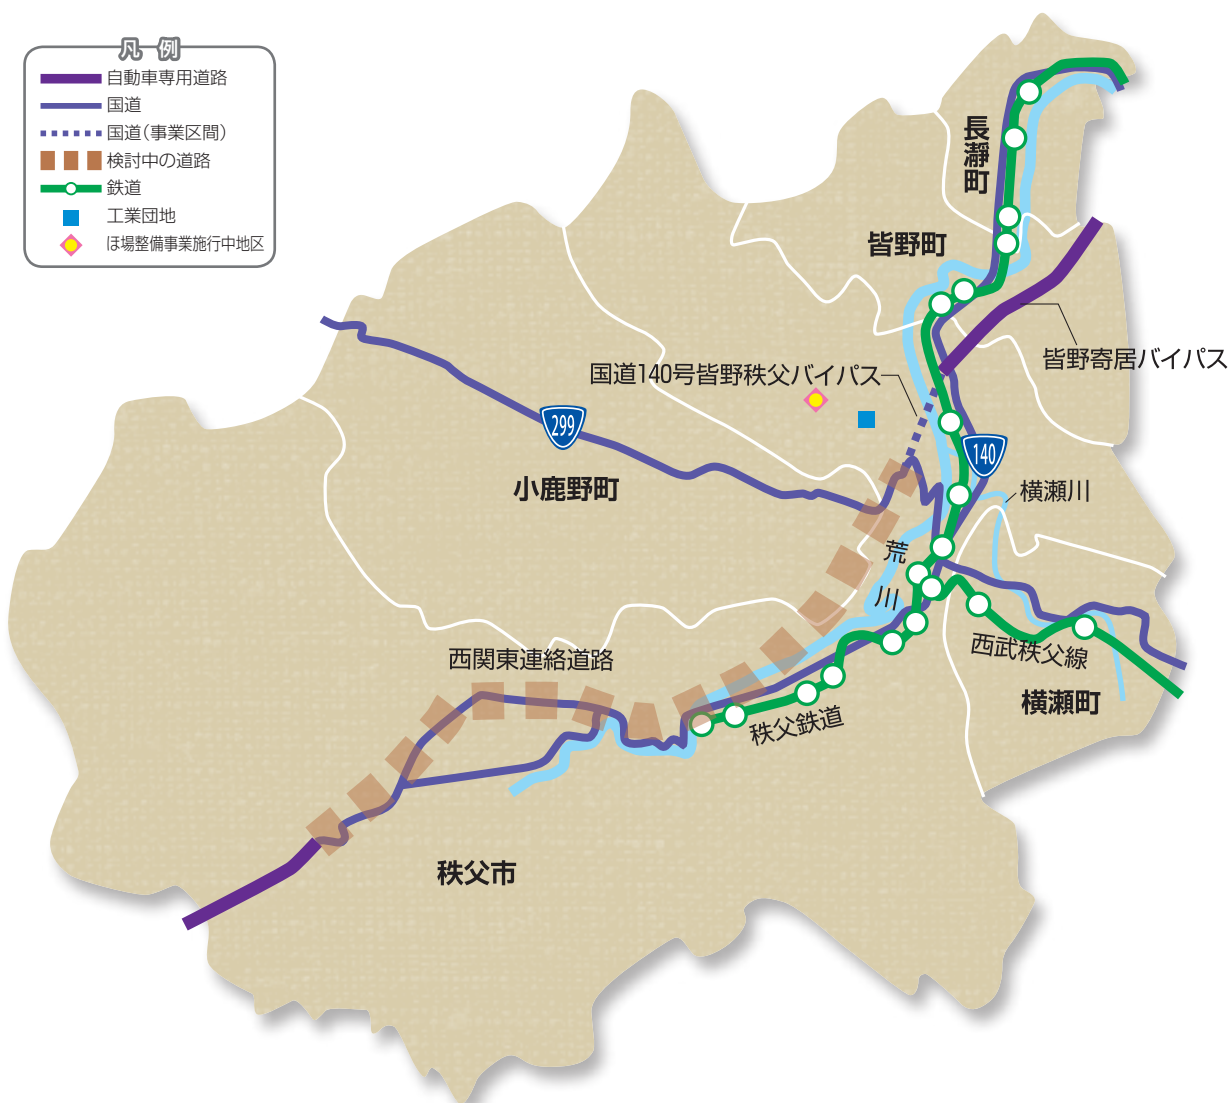 凡 例
自動車専用道路
国道
国道(事業区間)
検討中の道路
鉄道
工業団地
ほ場整備事業施行中地区
長瀞町
皆野町
皆野寄居バイパス
国道140号皆野秩父バイパス
299
140
小鹿野町
横瀬川
荒川
西武秩父線
西関東連絡道路
横瀬町
秩父鉄道
秩父市